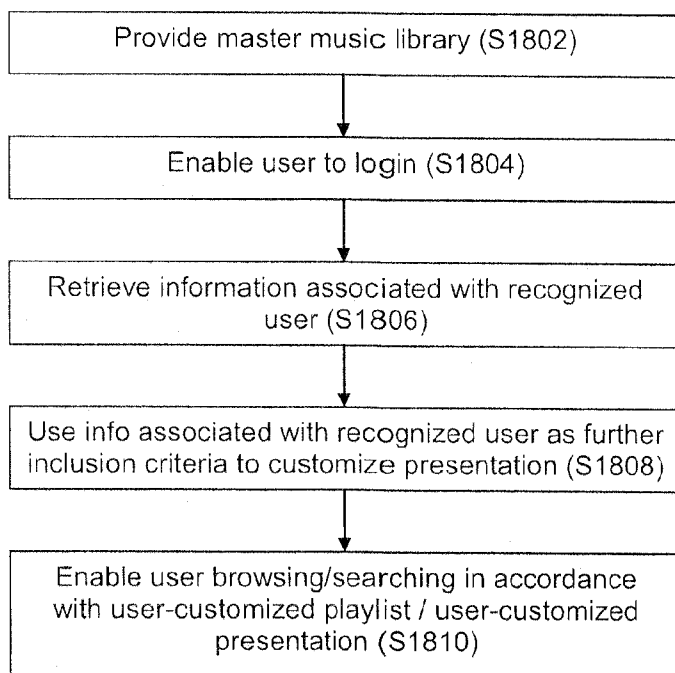 Provide master music library (S1802)
Enable user to login (S1804)
Retrieve information associated with recognized
user (S1806)
Use info associated with recognized user as further
inclusion criteria to customize presentation (S1808)
Enable user browsing/searching in accordance
with user-customized playlist / user-customized
presentation (S1810)